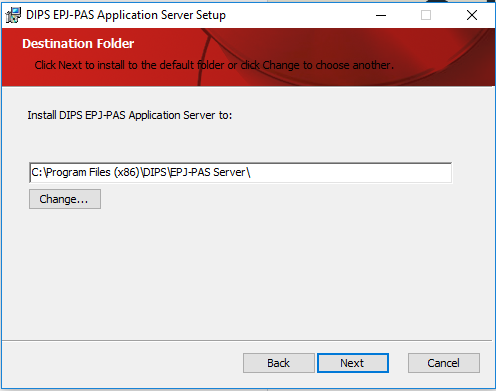 DIPS EPJ-PAS Application Server Setup
Destination Folder
Click Next to install to the default folder or click Change to choose another.
Install DIPS EPJ-PAS Application Server to:
C:\Program Files (x86)\DIPS\EPJ-PAS Server\
Change...
Back Next Cancel